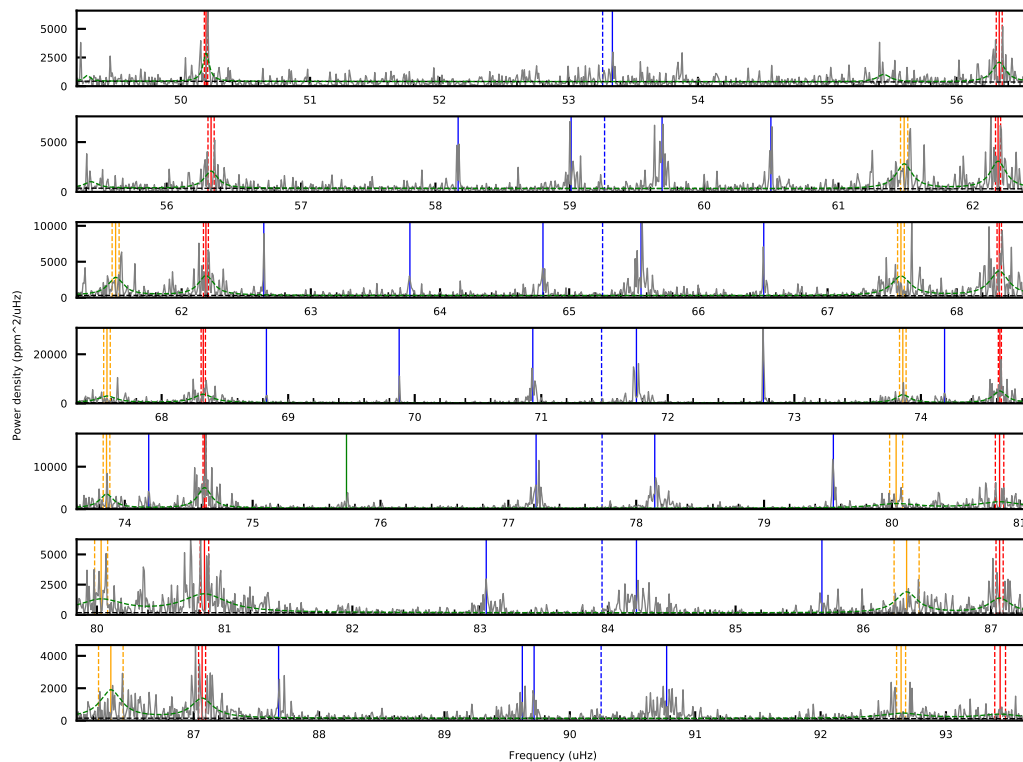 5000
2500
0
50 51 52 53 54 55 56
5000
0
56 57 58 59 60 61 62
10000
5000
0
62 63 64 65 66 67 68
20000
0
68 69 70 71 72 73 74
10000
0
74 75 76 77 78 79 80 81
5000
2500
0
80 81 82 83 84 85 86 87
4000
2000
0
87 88 89 90 91 92 93
Power density (ppm^2/uHz)
Frequency (uHz)